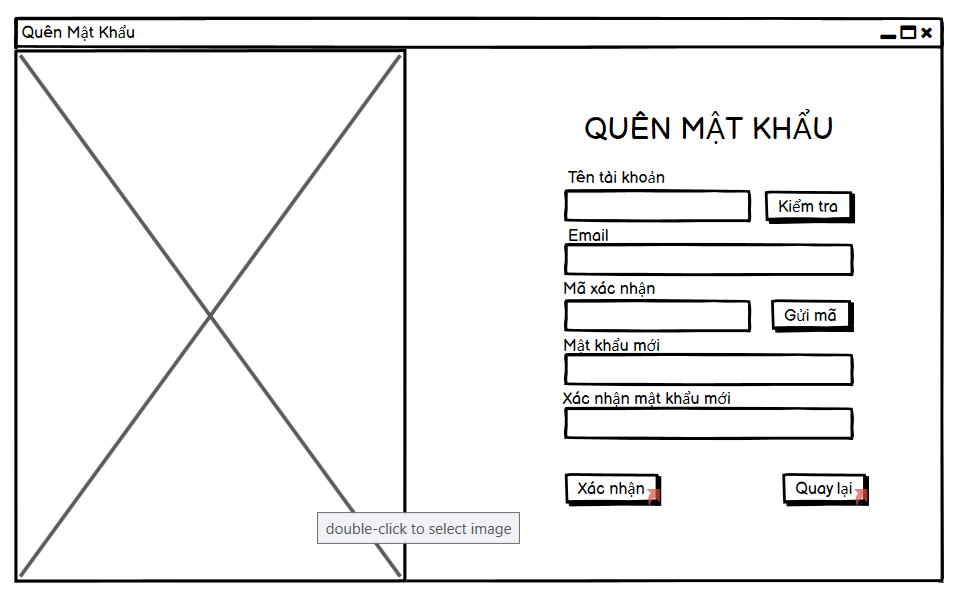 Quên Mật Khẩu
QUÊN MẬT KHẨU
Tên tài khoản
Kiểm tra
Email
Mã xác nhận
Gửi mã
Mật khẩu mới
Xác nhận mật khẩu mới
Xác nhận
Quay lại
double-click to select image